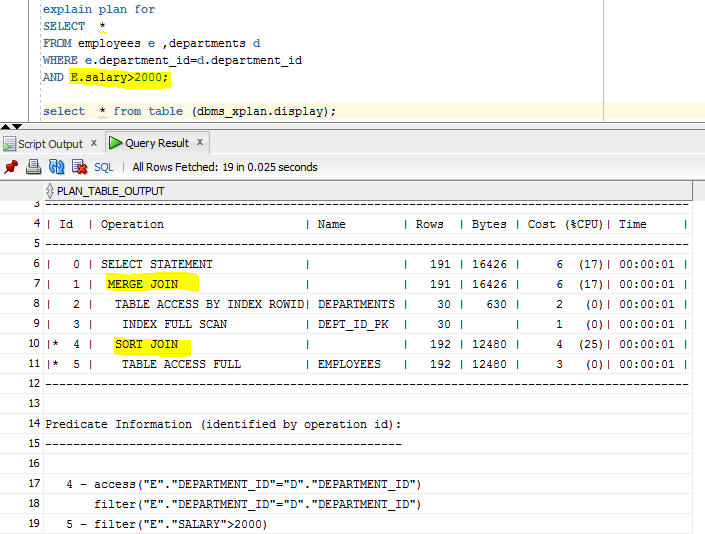 explain plan for
SELECT *
FROM employees e ,departments d
WHERE e.department_id=d.department_id
AND E.salary>2000;
select * from table (dbms_xplan.display);
Script Output x Query Result x
SQL | All Rows Fetched: 19 in 0.025 seconds
PLAN_TABLE_OUTPUT
3 --------------------------------------------------------------------------------------------
4 | Id | Operation | Name | Rows | Bytes | Cost (%CPU)| Time |
5 --------------------------------------------------------------------------------------------
6 | 0 | SELECT STATEMENT | | 191 | 16426 | 6 (17)| 00:00:01 |
7 | 1 | MERGE JOIN | | 191 | 16426 | 6 (17)| 00:00:01 |
8 | 2 | TABLE ACCESS BY INDEX ROWID| DEPARTMENTS | 30 | 630 | 2 (0)| 00:00:01 |
9 | 3 | INDEX FULL SCAN | DEPT_ID_PK | 30 | | 1 (0)| 00:00:01 |
10 |* 4 | SORT JOIN | | 192 | 12480 | 4 (25)| 00:00:01 |
11 |* 5 | TABLE ACCESS FULL | EMPLOYEES | 192 | 12480 | 3 (0)| 00:00:01 |
12 --------------------------------------------------------------------------------------------
13
14 Predicate Information (identified by operation id):
15 ---------------------------------------------------
16
17 4 - access("E"."DEPARTMENT_ID"="D"."DEPARTMENT_ID")
18 filter("E"."DEPARTMENT_ID"="D"."DEPARTMENT_ID")
19 5 - filter("E"."SALARY">2000)